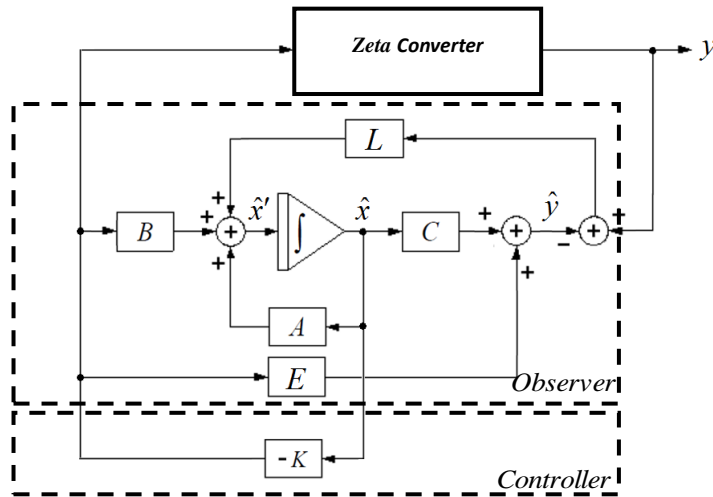 Zeta Converter
y
L
+
+
x̂′
x̂
ŷ
+
+
B
+
∫
C
+
−
+
+
+
A
E
Observer
-K
Controller